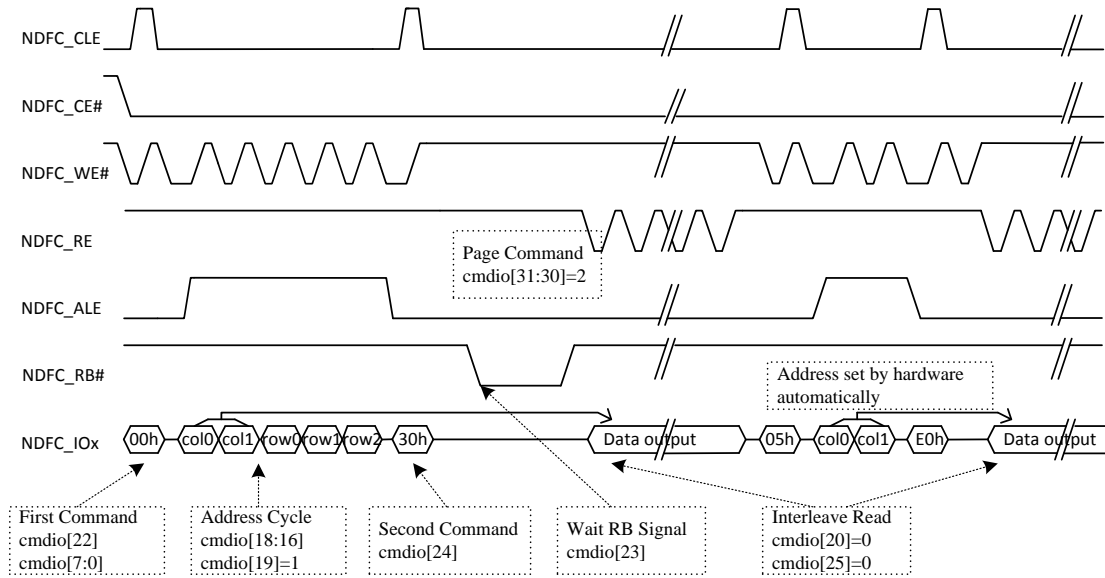 NDFC_CLE
NDFC_CE#
NDFC_WE#
NDFC_RE
Page Command
cmdio[31:30]=2
NDFC_ALE
NDFC_RB#
Address set by hardware
automatically
NDFC_IOx 00h col0 col1 row0 row1 row2 30h Data output 05h col0 col1 E0h Data output
First Command
cmdio[22]
cmdio[7:0]
Address Cycle
cmdio[18:16]
cmdio[19]=1
Second Command
cmdio[24]
Wait RB Signal
cmdio[23]
Interleave Read
cmdio[20]=0
cmdio[25]=0